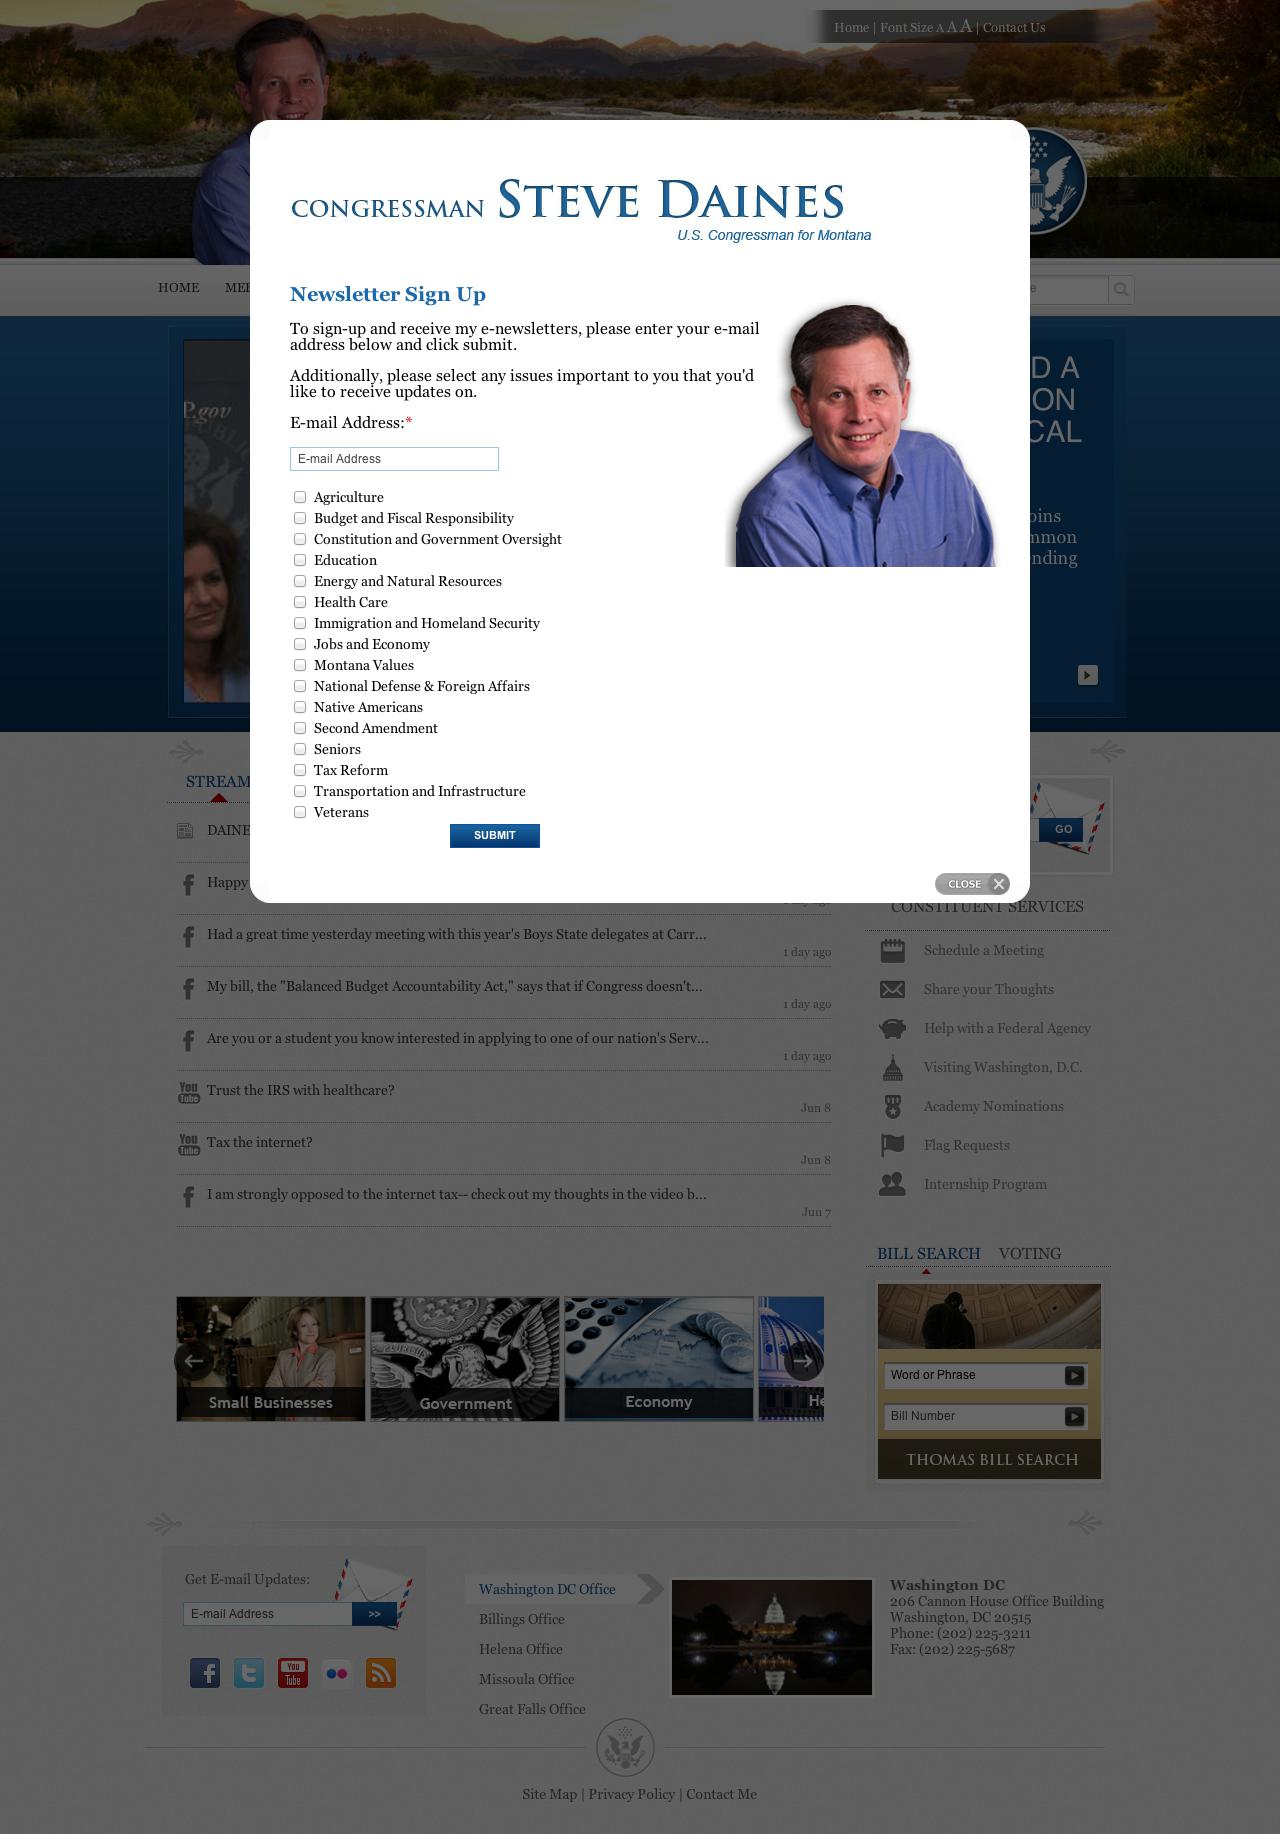 Home | Font Size A A A | Contact Us
CONGRESSMAN STEVE DAINES
U.S. Congressman for Montana
HOME
Newsletter Sign Up
To sign-up and receive my e-newsletters, please enter your e-mail
address below and click submit.
Additionally, please select any issues important to you that you'd
like to receive updates on.
E-mail Address:*
E-mail Address
Agriculture
Budget and Fiscal Responsibility
Constitution and Government Oversight
Education
Energy and Natural Resources
Health Care
Immigration and Homeland Security
Jobs and Economy
Montana Values
National Defense & Foreign Affairs
Native Americans
Second Amendment
Seniors
Tax Reform
Transportation and Infrastructure
Veterans
SUBMIT
CLOSE
P.gov
D A
ON
CAL
oins
mmon
ending
STREAM
DAINE
GO
Happy
Had a great time yesterday meeting with this year's Boys State delegates at Carr...
1 day ago
My bill, the "Balanced Budget Accountability Act," says that if Congress doesn't...
1 day ago
Are you or a student you know interested in applying to one of our nation's Serv...
1 day ago
You Tube
Trust the IRS with healthcare?
Jun 8
You Tube
Tax the internet?
Jun 8
I am strongly opposed to the internet tax-- check out my thoughts in the video b...
Jun 7
CONSTITUENT SERVICES
Schedule a Meeting
Share your Thoughts
Help with a Federal Agency
Visiting Washington, D.C.
Academy Nominations
Flag Requests
Internship Program
BILL SEARCH VOTING
Word or Phrase
Bill Number
THOMAS BILL SEARCH
Small Businesses
Government
Economy
He
Get E-mail Updates:
E-mail Address >>
You Tube
Washington DC Office
Billings Office
Helena Office
Missoula Office
Great Falls Office
Washington DC
206 Cannon House Office Building
Washington, DC 20515
Phone: (202) 225-3211
Fax: (202) 225-5687
Site Map | Privacy Policy | Contact Me